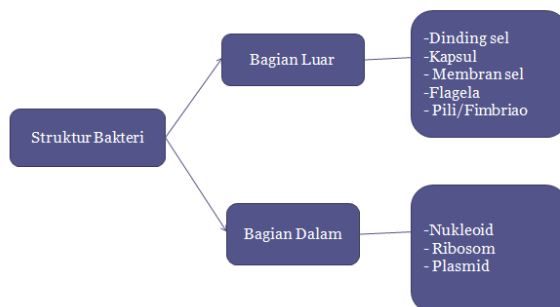 Struktur Bakteri
Bagian Luar
-Dinding sel
-Kapsul
- Membran sel
-Flagela
- Pili/Fimbriao
Bagian Dalam
-Nukleoid
- Ribosom
- Plasmid